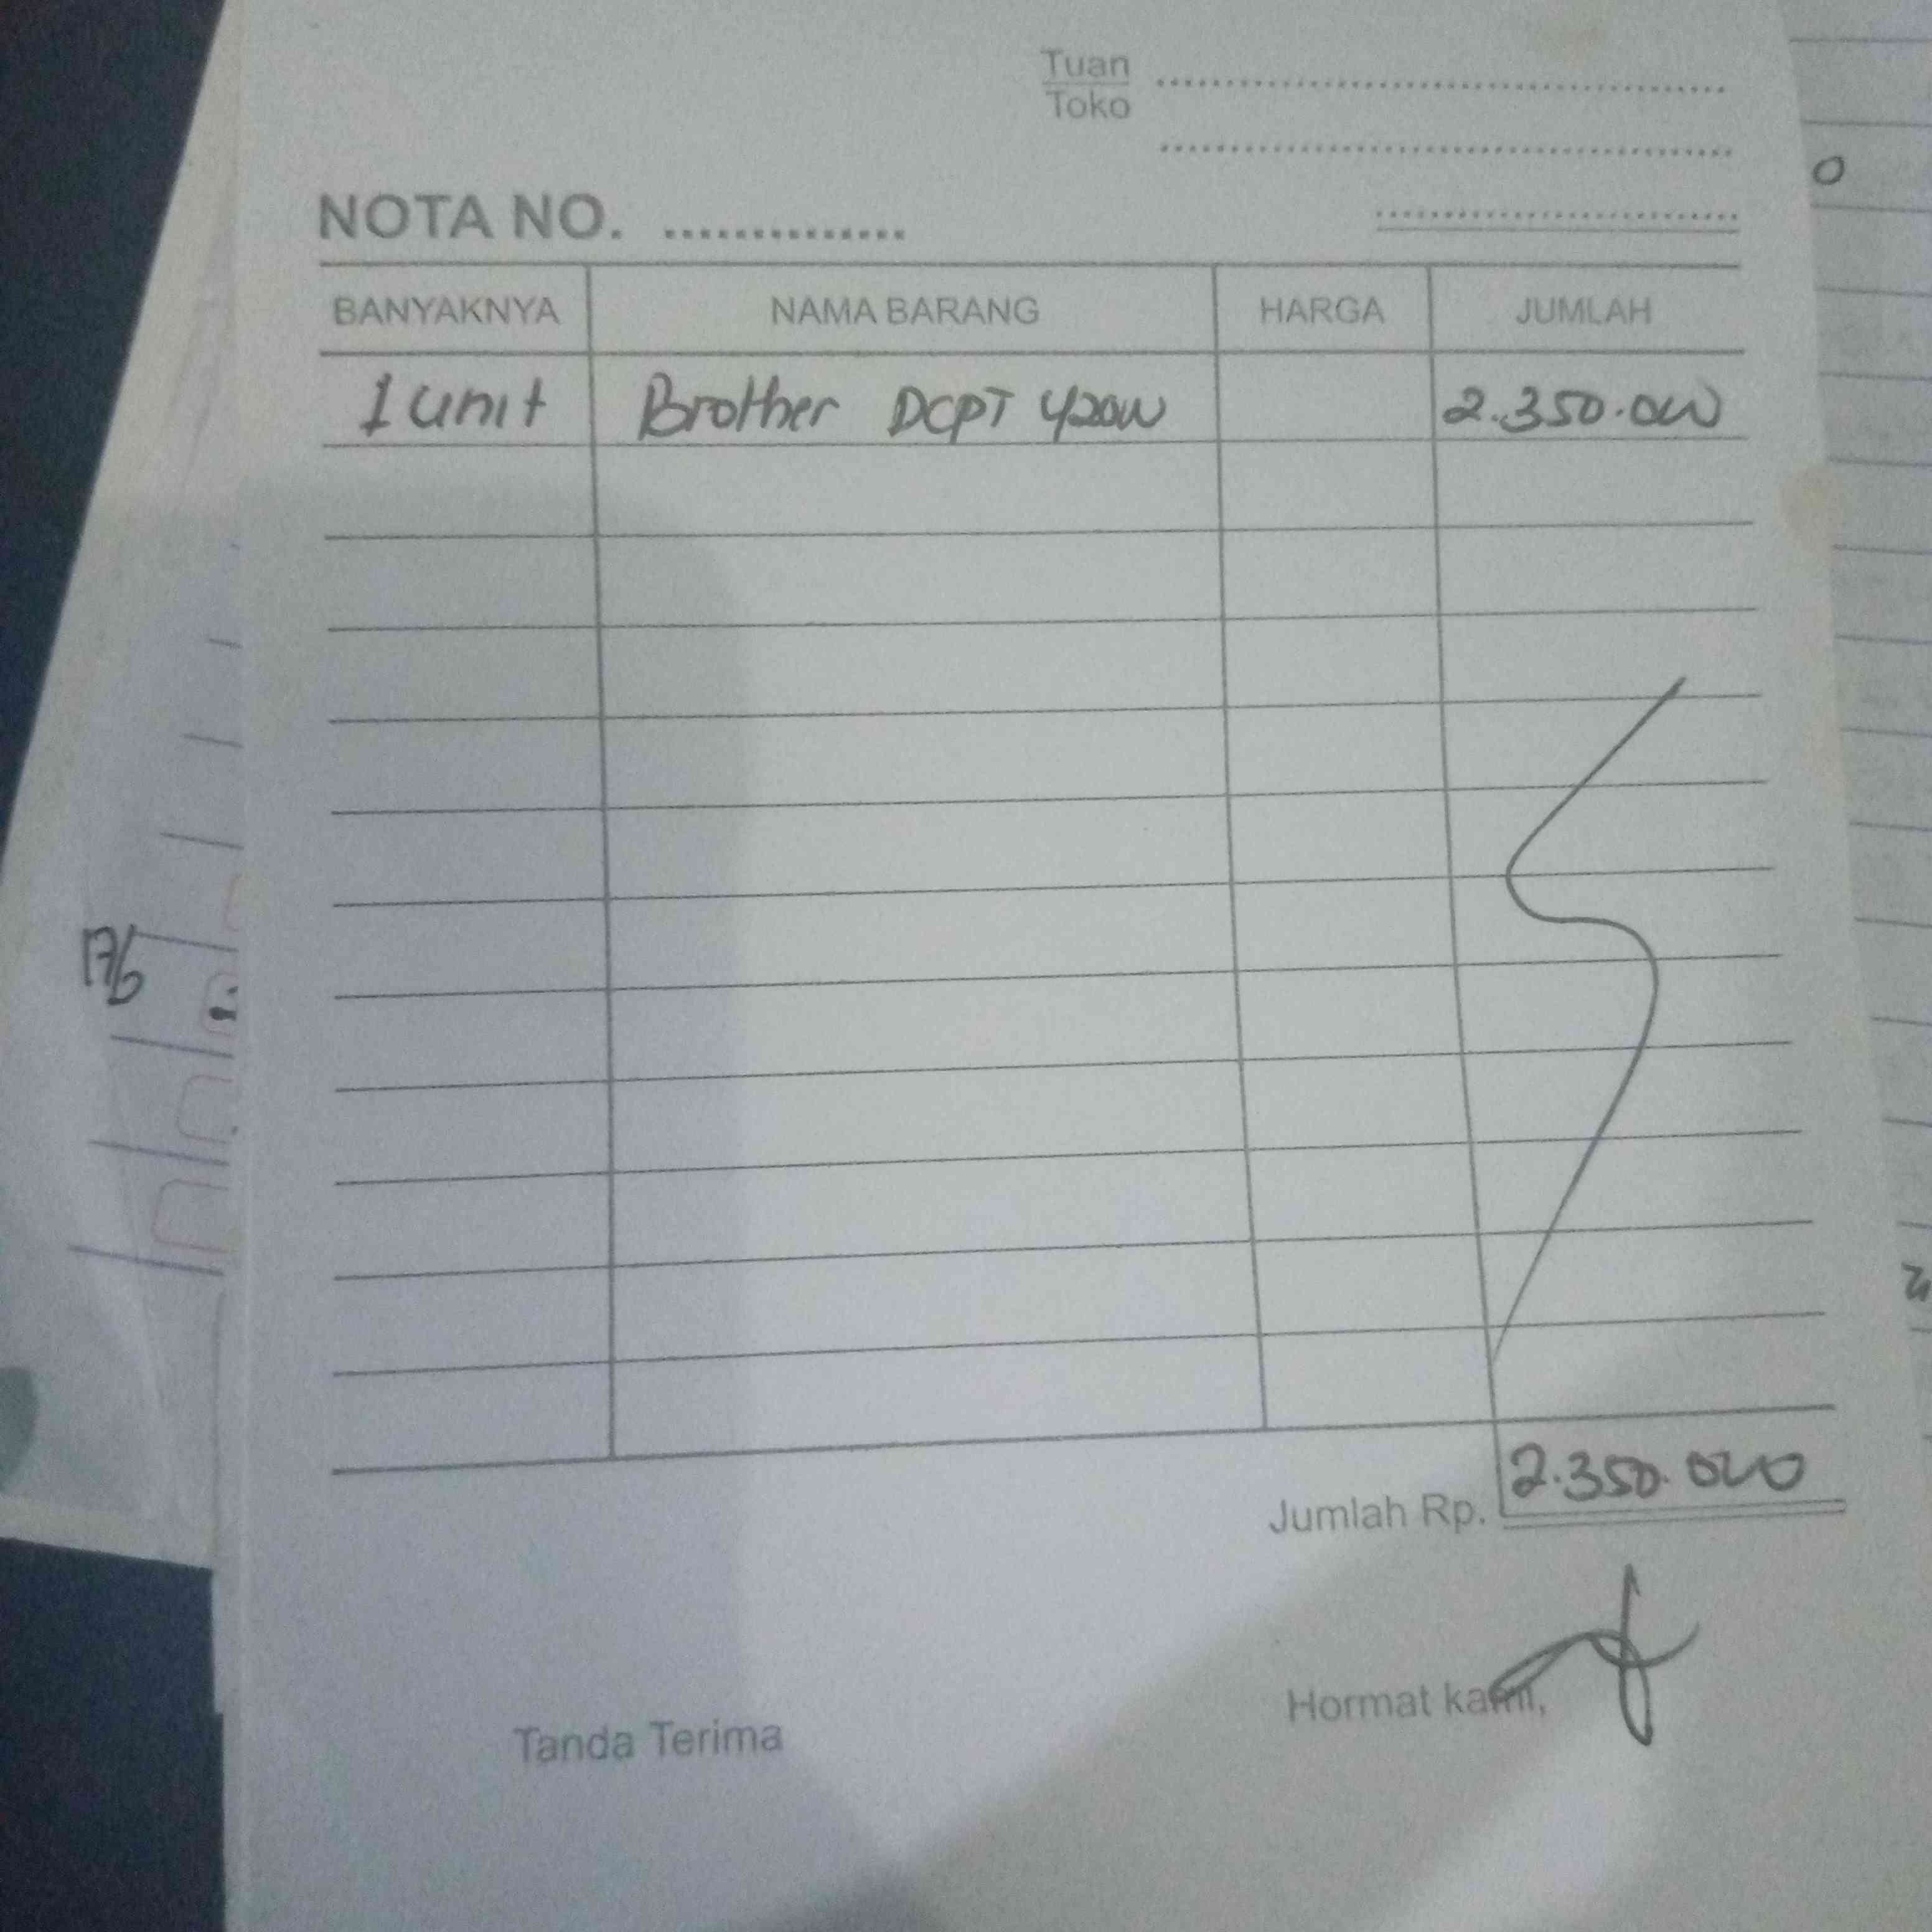 Tuan
Toko
NOTA NO.
BANYAKNYA NAMA BARANG HARGA JUMLAH
1 unit Brother DCPT 420W 2.350.000
Jumlah Rp. 2.350.000
Hormat kami,
Tanda Terima